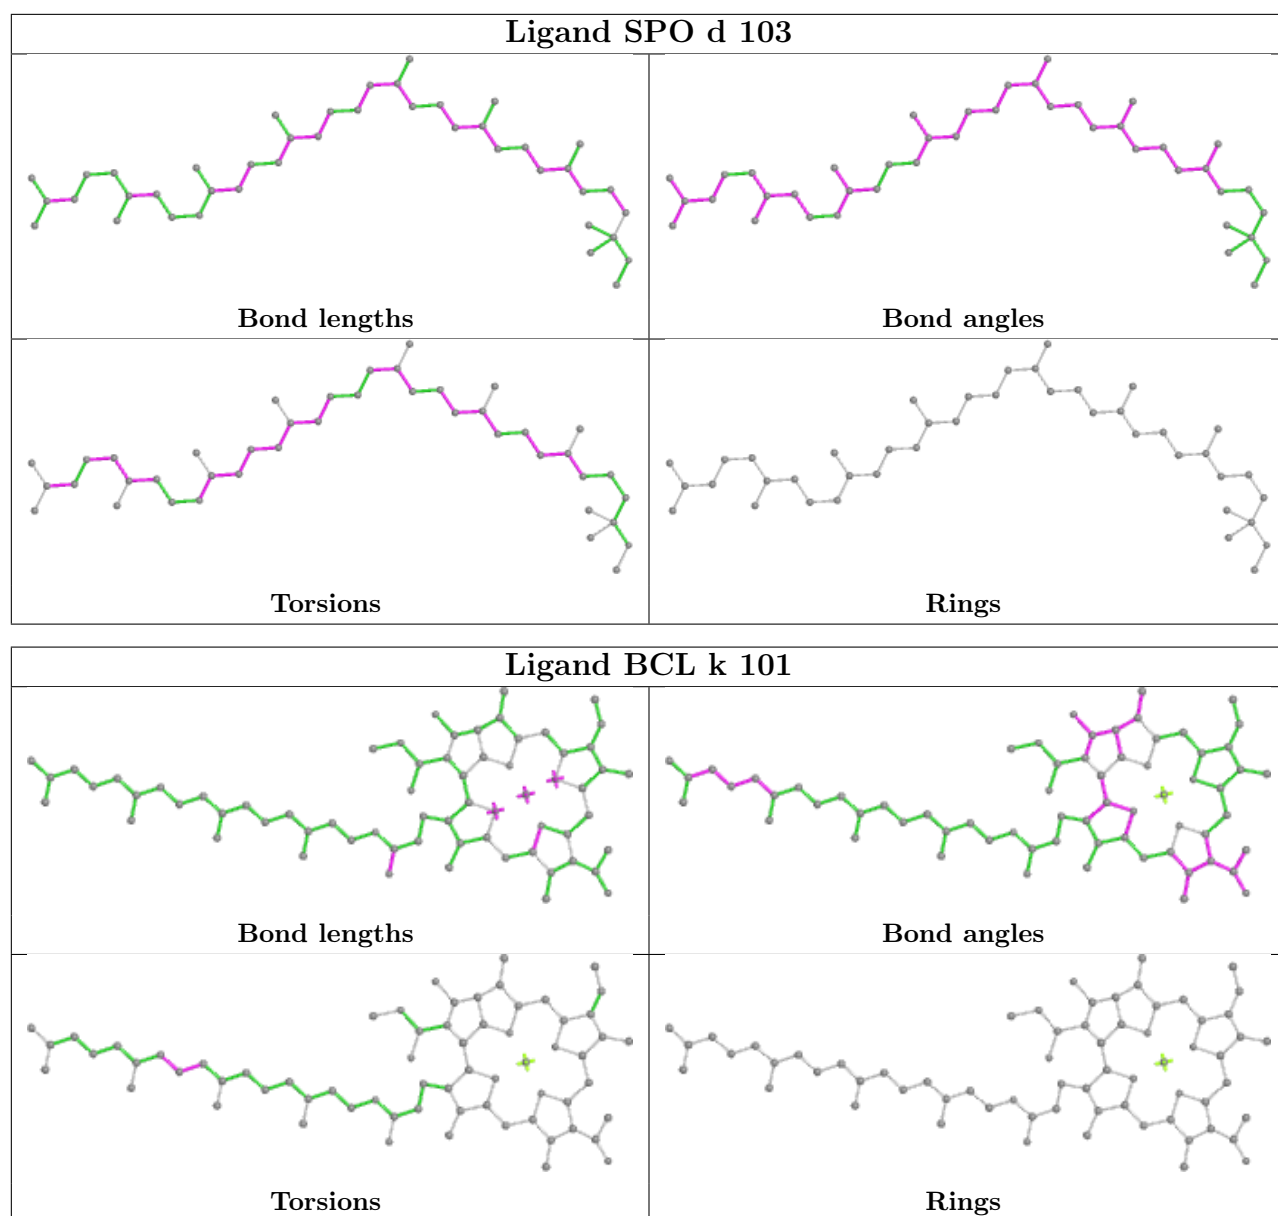 Ligand SPO d 103
Bond lengths
Bond angles
Torsions
Rings
Ligand BCL k 101
Bond lengths
Bond angles
Torsions
Rings